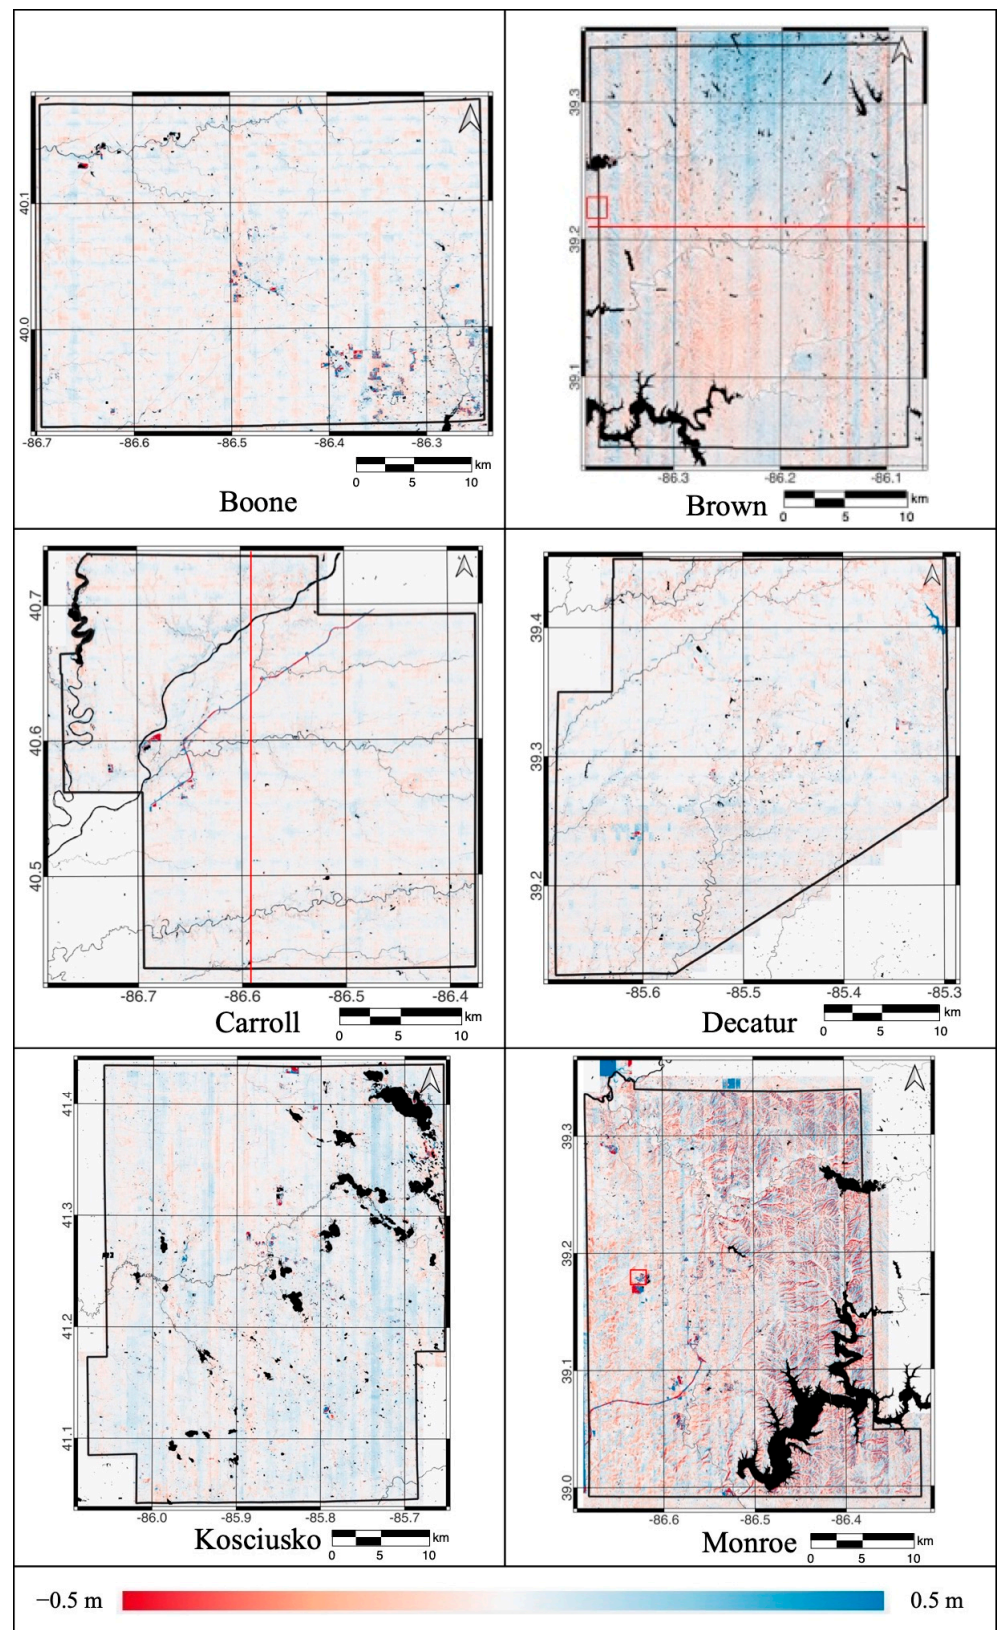 40.1
40.0
-86.7 -86.6 -86.5 -86.4 -86.3
km
0 5 10
Boone
39.3
39.2
39.1
-86.3 -86.2 -86.1
km
0 5 10
Brown
40.7
40.6
40.5
-86.7 -86.6 -86.5 -86.4
km
0 5 10
Carroll
39.4
39.3
39.2
-85.6 -85.5 -85.4 -85.3
km
0 5 10
Decatur
41.4
41.3
41.2
41.1
-86.0 -85.9 -85.8 -85.7
km
0 5 10
Kosciusko
39.3
39.2
39.1
39.0
-86.6 -86.5 -86.4
km
0 5 10
Monroe
−0.5 m 0.5 m